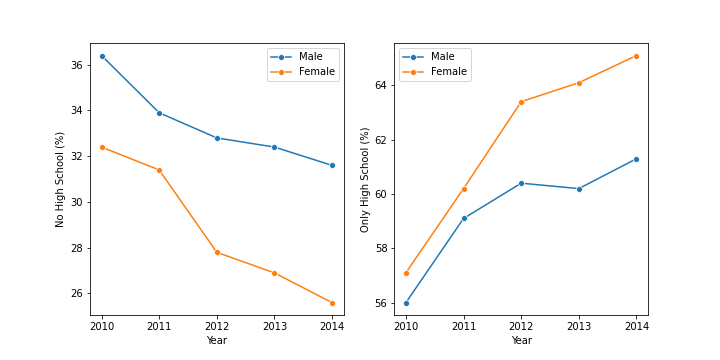 No High School (%)
36
34
32
30
28
26
2010 2011 2012 2013 2014
Year
Male
Female
Only High School (%)
64
62
60
58
56
2010 2011 2012 2013 2014
Year
Male
Female